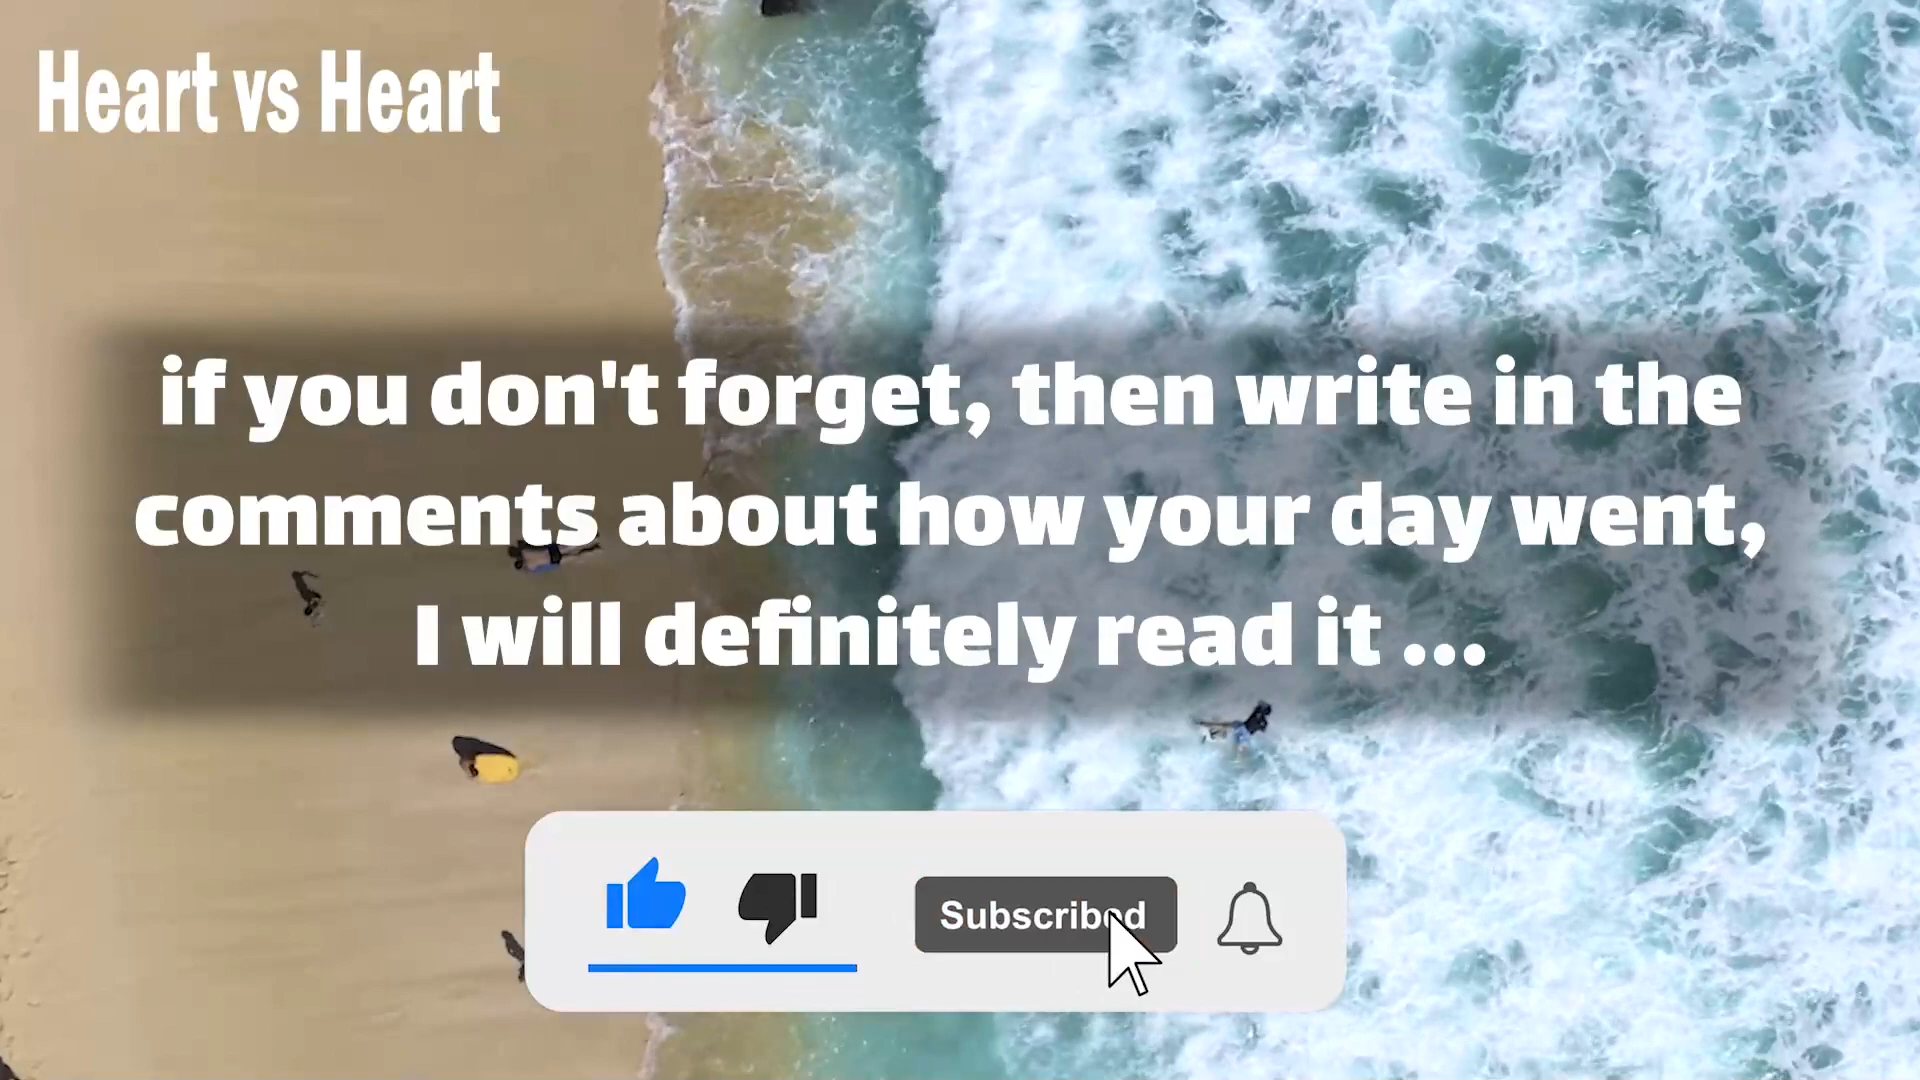 Heart vs Heart
if you don't forget, then write in the
comments about how your day went,
I will definitely read it ...
Subscribed